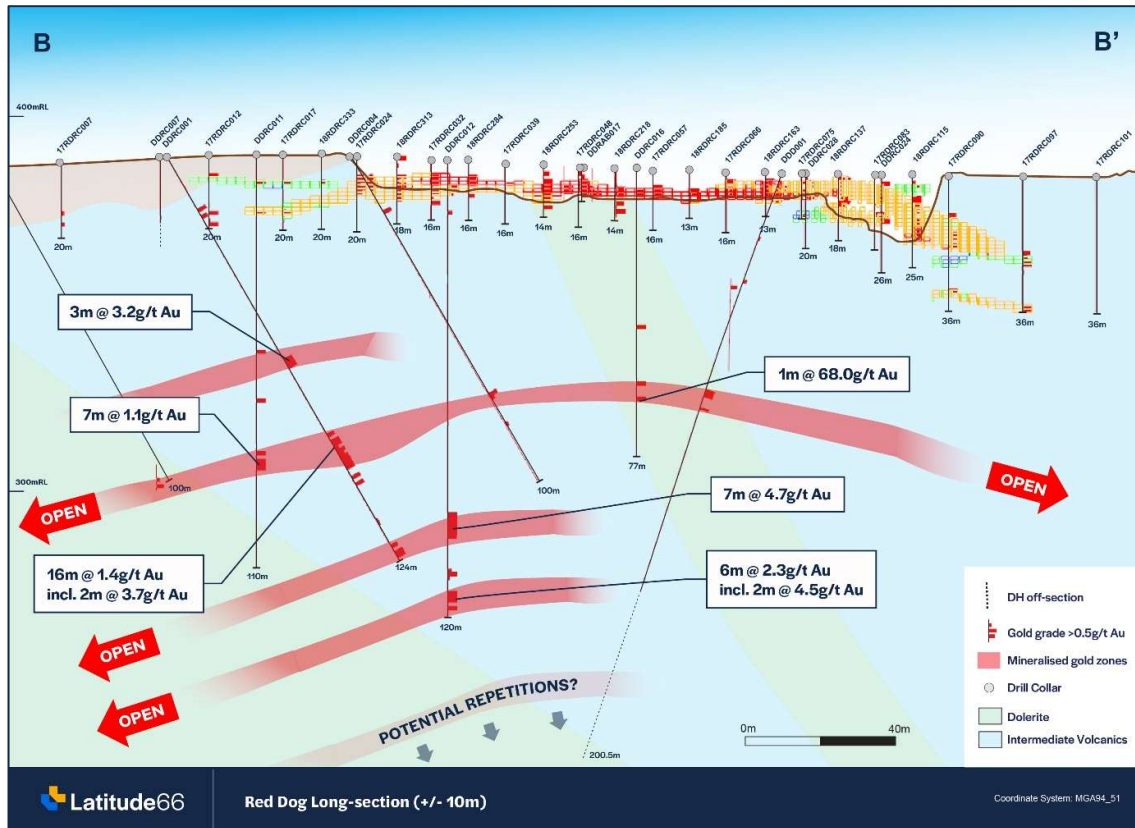 B
B’
400mRL
17RDRC007
DDRC007
DDRC001
17RDRC012
DDRC011
17RDRC017
18RDRC333
DDRC004
17RDRC024
18RDRC313
17RDRC032
DDRC012
18RDRC284
17RDRC039
18RDRC253
17RDRC048
DDRAB017
18RDRC218
DDRC016
17RDRC057
18RDRC185
17RDRC066
18RDRC163
DDD001
17RDRC075
DDRC028
18RDRC137
17RDRC083
DDRC024
18RDRC115
17RDRC090
17RDRC097
17RDRC101
20m
20m
20m
20m
20m
18m
16m
16m
16m
14m
16m
14m
16m
13m
16m
13m
20m
18m
26m
25m
36m
36m
36m
3m @ 3.2g/t Au
1m @ 68.0g/t Au
7m @ 1.1g/t Au
77m
300mRL
100m
100m
OPEN
OPEN
7m @ 4.7g/t Au
16m @ 1.4g/t Au
incl. 2m @ 3.7g/t Au
110m
124m
6m @ 2.3g/t Au
incl. 2m @ 4.5g/t Au
120m
OPEN
OPEN
POTENTIAL REPETITIONS?
200.5m
0m
40m
DH off-section
Gold grade >0.5g/t Au
Mineralised gold zones
Drill Collar
Dolerite
Intermediate Volcanics
Latitude66
Red Dog Long-section (+/- 10m)
Coordinate System: MGA94_51